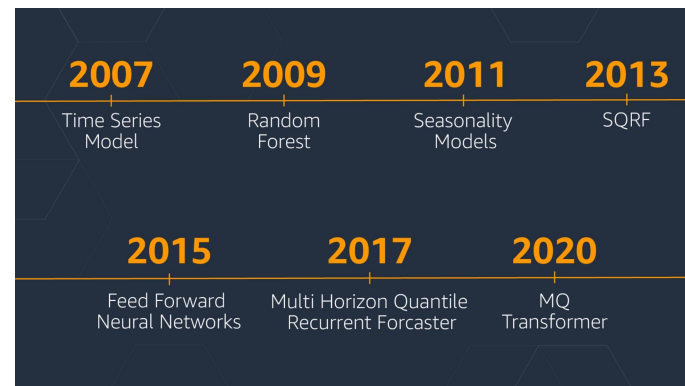 2007 2009 2011 2013
Time Series Random Seasonality SQRF
Model Forest Models
2015 2017 2020
Feed Forward Multi Horizon Quantile MQ
Neural Networks Recurrent Forcaster Transformer